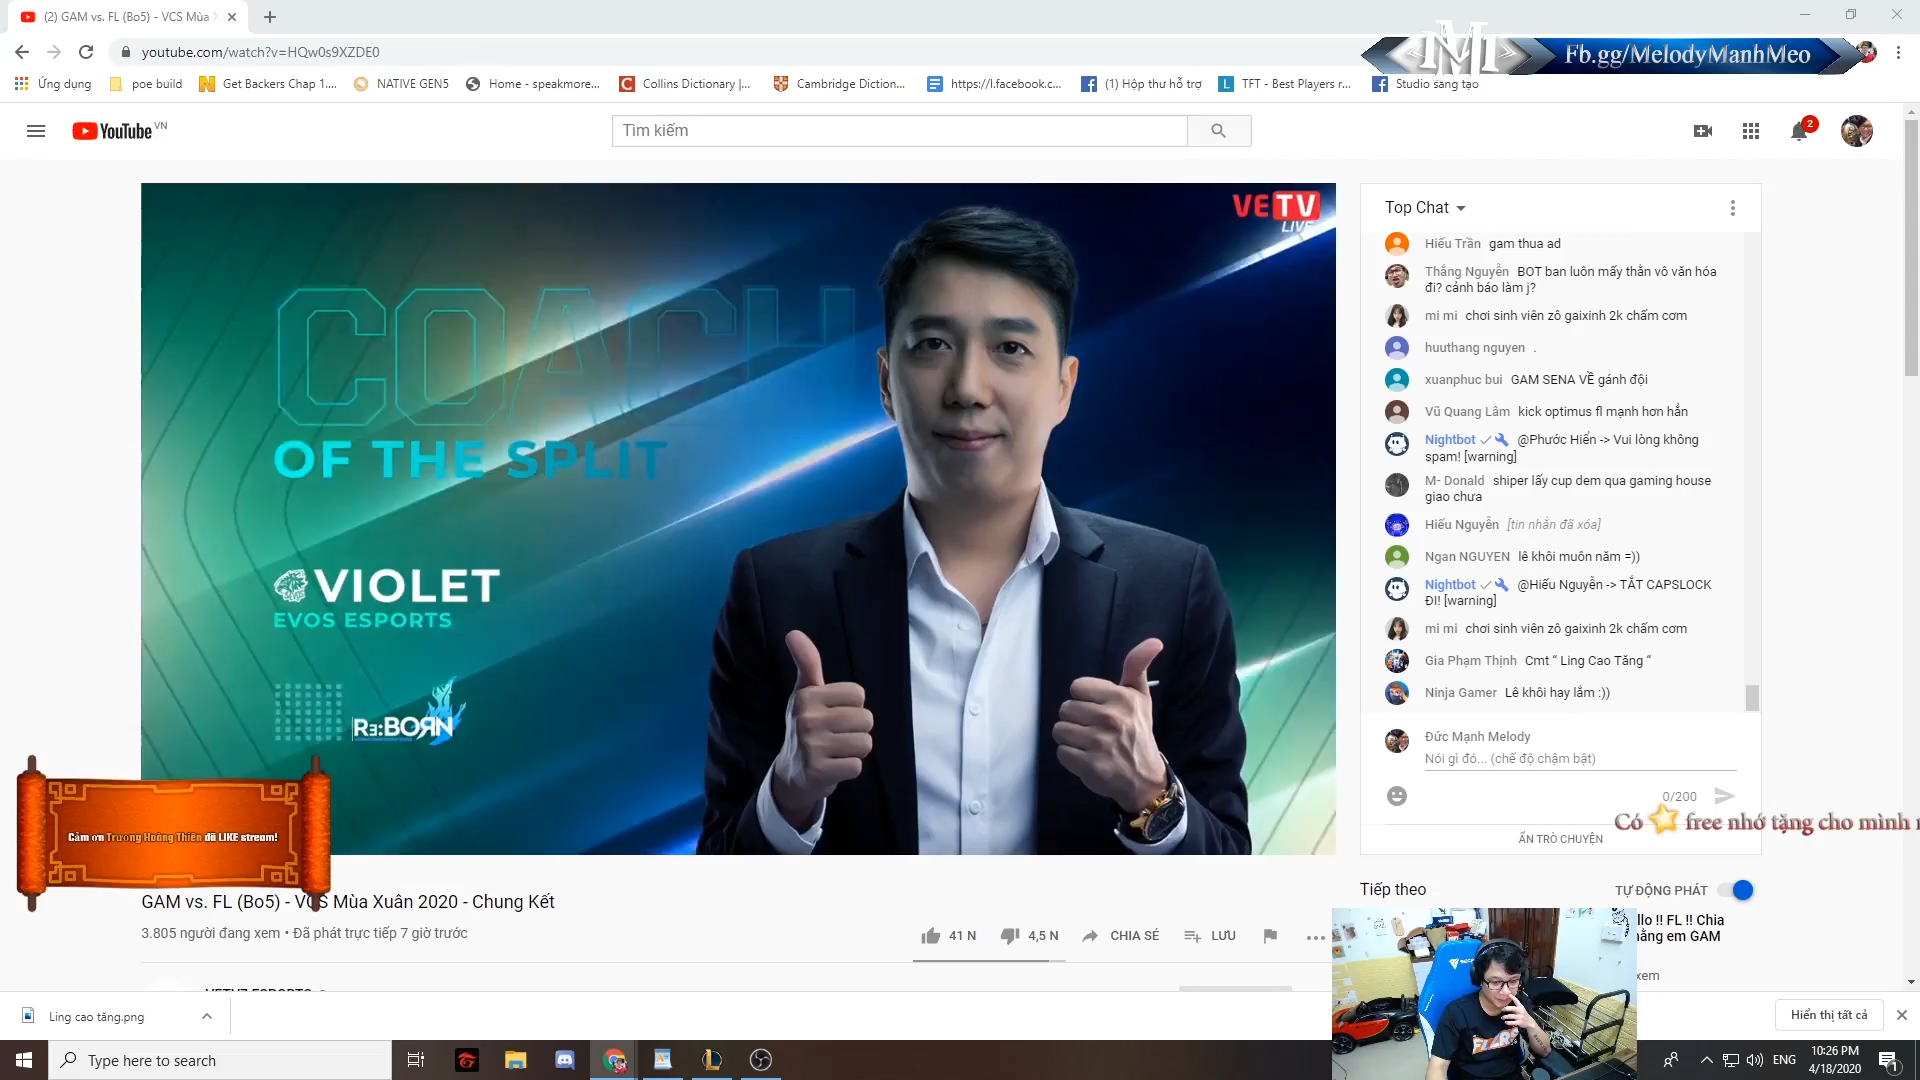 (2) GAM vs. FL (Bo5) - VCS Mùa X
youtube.com/watch?v=HQw0s9XZDE0
Fb.gg/MelodyManhMeo
Ứng dụng
poe build
Get Backers Chap 1....
NATIVE GEN5
Home - speakmore...
Collins Dictionary |...
Cambridge Diction...
https://l.facebook.c...
(1) Hộp thư hỗ trợ
TFT - Best Players r...
Studio sáng tạo
YouTube VN
Tìm kiếm
2
VETV
LIVE
COACH
OF THE SPLIT
VIOLET
EVOS ESPORTS
Re:BORN
Top Chat
Hiếu Trần gam thua ad
Thắng Nguyễn BOT ban luôn mấy thằn vô văn hóa
đi? cảnh báo làm j?
mi mi chơi sinh viên zô gaixinh 2k chấm cơm
huuthang nguyen .
xuanphuc bui GAM SENA VỀ gánh đội
Vũ Quang Lâm kick optimus fl mạnh hơn hẳn
Nightbot @Phước Hiển -> Vui lòng không
spam! [warning]
M- Donald shiper lấy cup dem qua gaming house
giao chưa
Hiếu Nguyễn [tin nhắn đã xóa]
Ngan NGUYEN lê khôi muôn năm =))
Nightbot @Hiếu Nguyễn -> TẮT CAPSLOCK
ĐI! [warning]
mi mi chơi sinh viên zô gaixinh 2k chấm cơm
Gia Phạm Thịnh Cmt “ Ling Cao Tăng “
Ninja Gamer Lê khôi hay lắm :))
Đức Mạnh Melody
Nói gì đó... (chế độ chậm bật)
0/200
Có free nhớ tặng cho mình
ẨN TRÒ CHUYỆN
Cảm ơn Trương Hoàng Thiên đã LIKE stream!
GAM vs. FL (Bo5) - VCS Mùa Xuân 2020 - Chung Kết
3.805 người đang xem • Đã phát trực tiếp 7 giờ trước
41 N
4,5 N
CHIA SẺ
LƯU
Tiếp theo
TỰ ĐỘNG PHÁT
llo !! FL !! Chia
ằng em GAM
xem
Ling cao tăng.png
Hiển thị tất cả
Type here to search
ENG
10:26 PM
4/18/2020
1